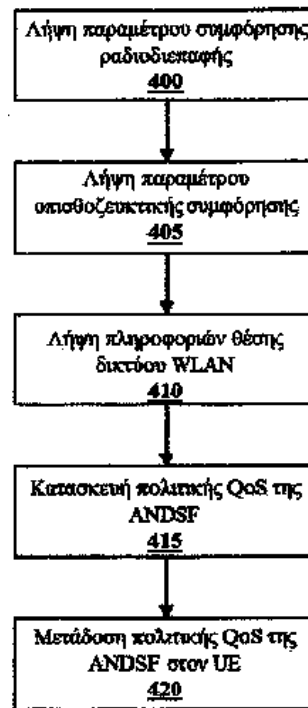 Λήψη παραμέτρου συμφόρησης
ραδιοδιεπαφής
400
Λήψη παραμέτρου
οπισθοζευκτικής συμφόρησης
405
Λήψη πληροφοριών θέσης
δικτύου WLAN
410
Κατασκευή πολιτικής QoS της
ANDSF
415
Μετάδοση πολιτικής QoS της
ANDSF στον UE
420